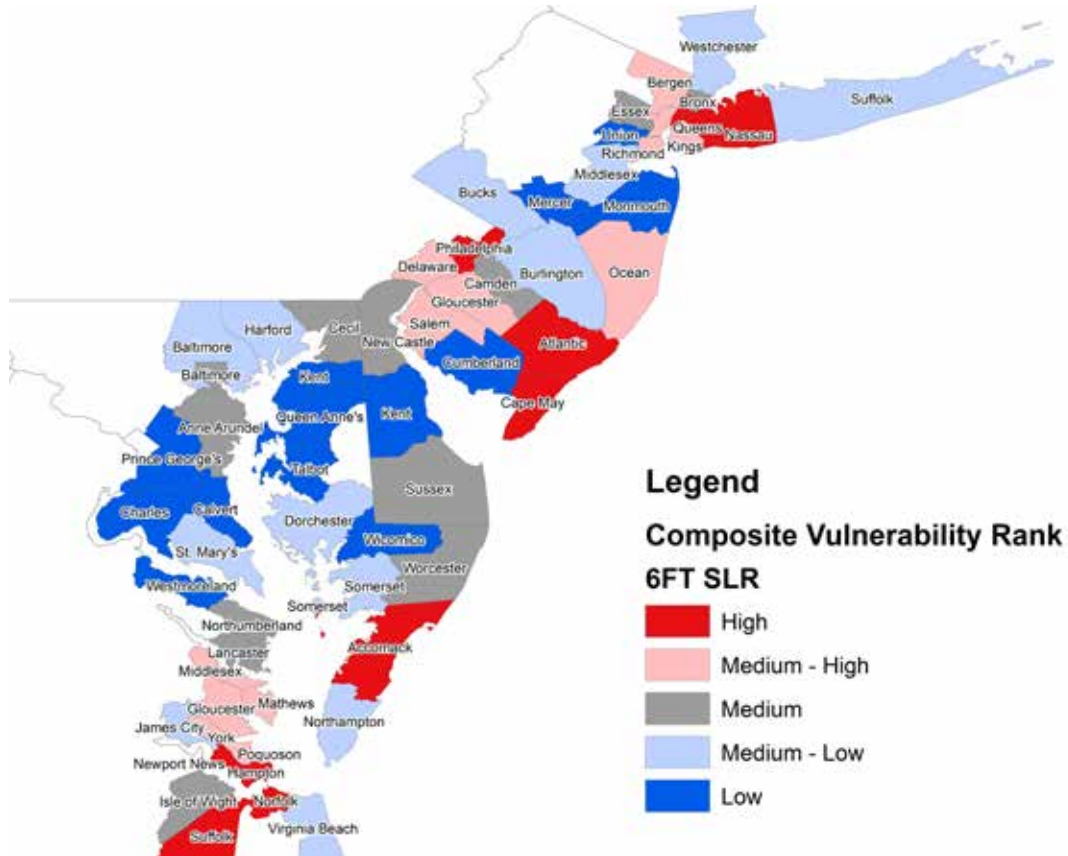 Westchester
Bergen
Suffolk
Bronx
Essex
Queens
Nassau
Union
Kings
Richmond
Middlesex
Bucks
Mercer
Monmouth
Philadelphia
Delaware
Burlington
Ocean
Camden
Gloucester
Harford
Salem
Cecil
New Castle
Atlantic
Baltimore
Cumberland
Baltimore
Kent
Cape May
Queen Anne's
Kent
Anne Arundel
Prince George's
Talbot
Sussex
Charles
Calvert
Dorchester
Wicomico
St. Mary's
Worcester
Westmoreland
Somerset
Somerset
Northumberland
Accomack
Lancaster
Middlesex
Mathews
Gloucester
Northampton
James City
York
Poquoson
Newport News
Hampton
Isle of Wight
Norfolk
Virginia Beach
Suffolk
Legend
Composite Vulnerability Rank
6FT SLR
High
Medium - High
Medium
Medium - Low
Low